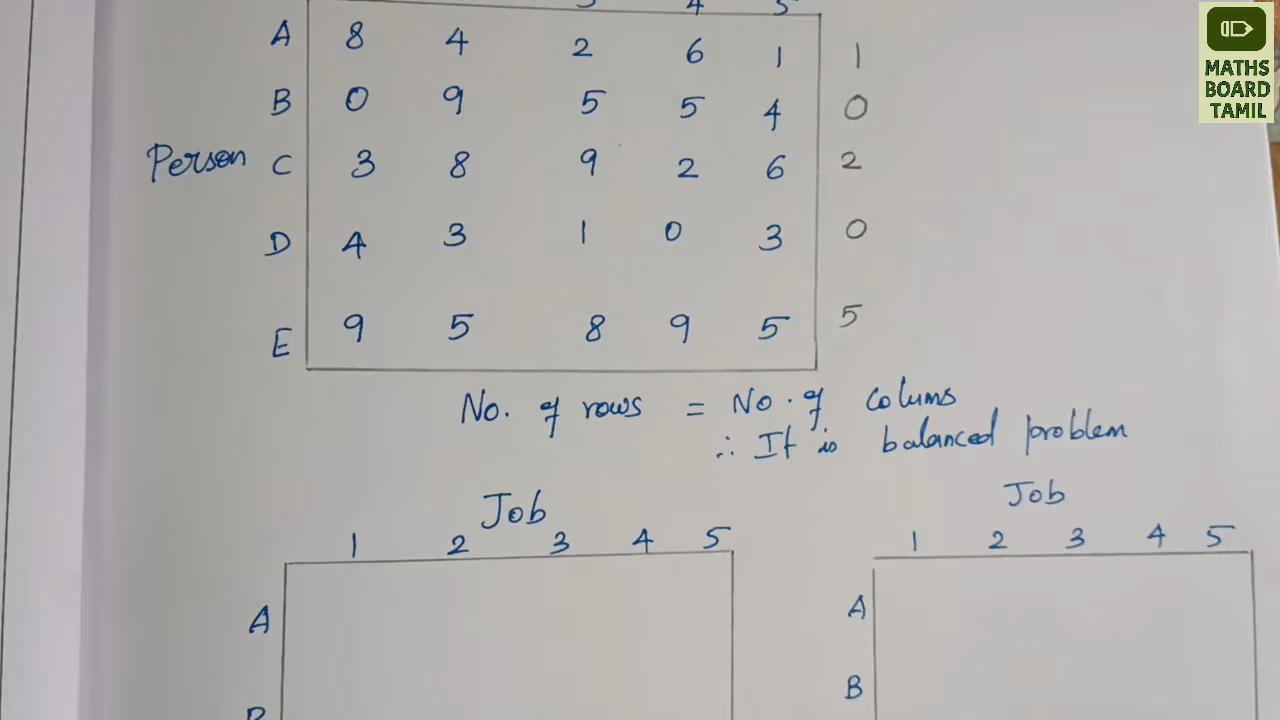 3 4 5
A 8 4 2 6 1 1
B 0 9 5 5 4 0
Person C 3 8 9 2 6 2
D 4 3 1 0 3 0
E 9 5 8 9 5 5
No. of rows = No. of colums
∴ It is balanced problem
Job
1 2 3 4 5
A
B
Job
1 2 3 4 5
A
B
MATHS
BOARD
TAMIL